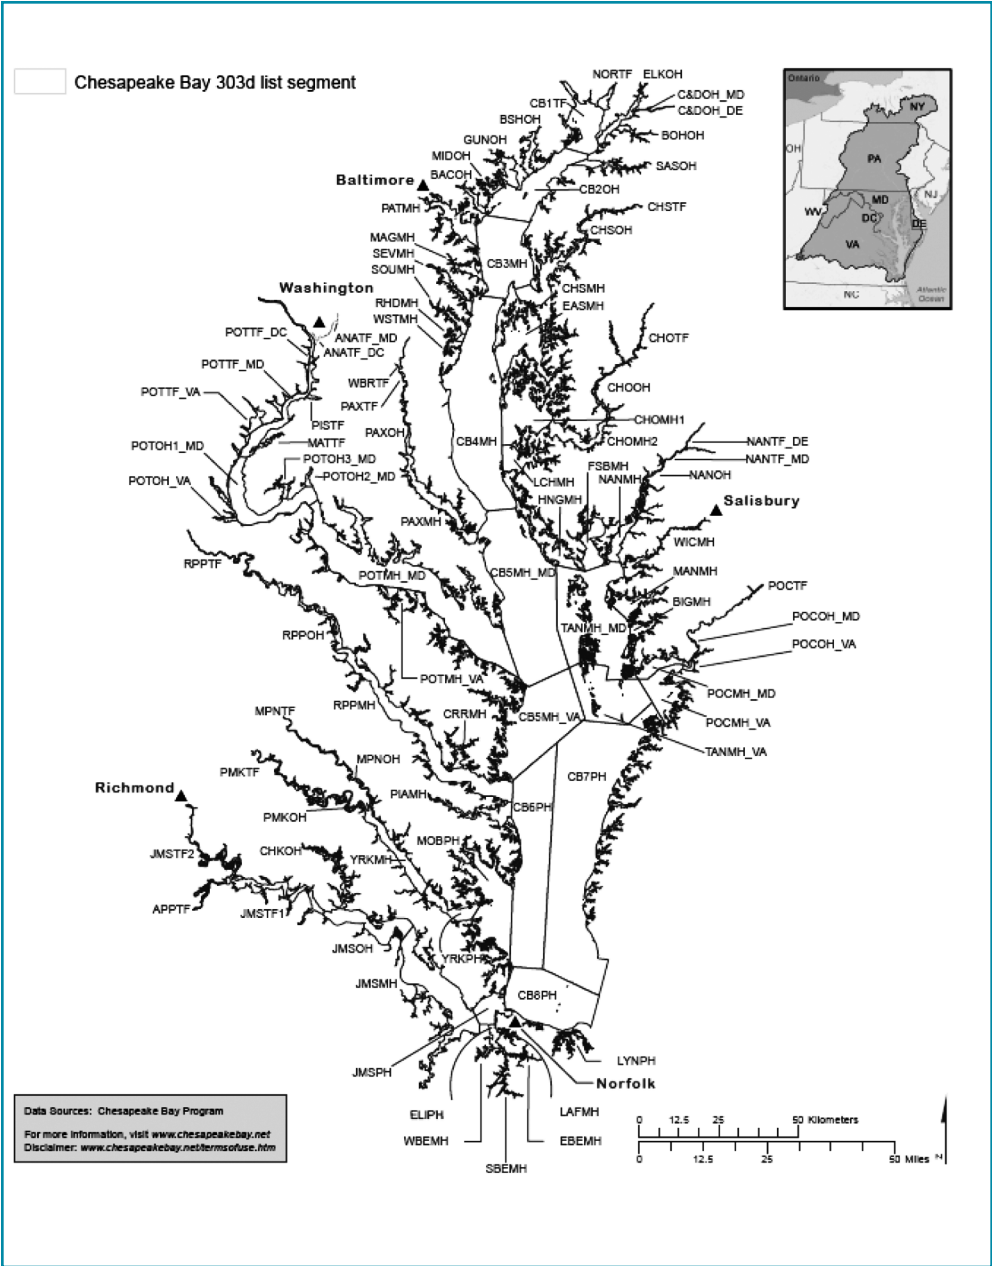 Chesapeake Bay 303d list segment
NORTF ELKOH
C&DOH_MD
CB1TF
C&DOH_DE
BSHOH
BOHOH
GUNOH
MIDOH
SASOH
BACOH
Baltimore
CB2OH
PATMH
CHSTF
CHSOH
MAGMH
SEVMH
CB3MH
SOUMH
Washington
CHSMH
RHDMH
EASMH
WSTMH
POTTF_DC
ANATF_MD
CHOTF
ANATF_DC
POTTF_MD
WBRTF
POTTF_VA
CHOOH
PAXTF
PISTF
CHOMH1
PAXOH
MATTF
CB4MH
CHOMH2
NANTF_DE
POTOH1_MD
POTOH3_MD
NANTF_MD
FSBMH
POTOH_VA
POTOH2_MD
LCHMH
NANMH
NANOH
HNGMH
Salisbury
PAXMH
WICMH
RPPTF
POTMH_MD
CB5MH_MD
MANMH
POCTF
BIGMH
POCOH_MD
RPPOH
TANMH_MD
POCOH_VA
POTMH_VA
POCMH_MD
RPPMH
MPNTF
CRRMH
CB5MH_VA
POCMH_VA
TANMH_VA
PMKTF
MPNOH
CB7PH
Richmond
PIAMH
CB6PH
PMKOH
MOBPH
JMSTF2
CHKOH
YRKMH
APPTF
JMSTF1
JMSOH
YRKPH
JMSMH
CB8PH
JMSPH
LYNPH
Norfolk
ELIPH
LAFMH
WBEMH
EBEMH
SBEMH
Ontario
NY
OH
PA
NJ
MD
WV
DC
DE
VA
NC
Atlantic
Ocean
Data Sources: Chesapeake Bay Program
For more information, visit www.chesapeakebay.net
Disclaimer: www.chesapeakebay.net/termsofuse.htm
0 12.5 25 50 Kilometers
0 12.5 25 50 Miles
N